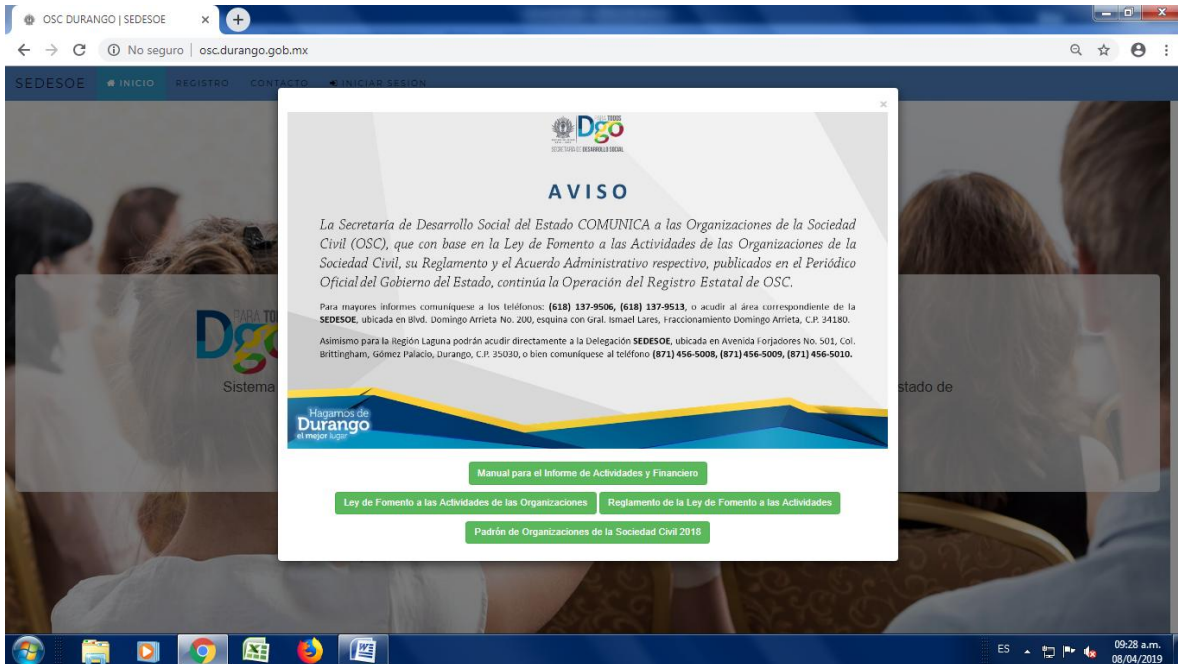 OSC DURANGO | SEDESOE
No seguro | osc.durango.gob.mx
SEDESOE INICIO REGISTRO CONTACTO INICIAR SESIÓN
PARA TODOS
Dgo
SECRETARÍA DE DESARROLLO SOCIAL
AVISO
La Secretaría de Desarrollo Social del Estado COMUNICA a las Organizaciones de la Sociedad
Civil (OSC), que con base en la Ley de Fomento a las Actividades de las Organizaciones de la
Sociedad Civil, su Reglamento y el Acuerdo Administrativo respectivo, publicados en el Periódico
Oficial del Gobierno del Estado, continúa la Operación del Registro Estatal de OSC.
Para mayores informes comuníquese a los teléfonos: (618) 137-9506, (618) 137-9513, o acudir al área correspondiente de la
SEDESOE, ubicada en Blvd. Domingo Arrieta No. 200, esquina con Gral. Ismael Lares, Fraccionamiento Domingo Arrieta, C.P. 34180.
Asimismo para la Región Laguna podrán acudir directamente a la Delegación SEDESOE, ubicada en Avenida Forjadores No. 501, Col.
Brittingham, Gómez Palacio, Durango, C.P. 35030, o bien comuníquese al teléfono (871) 456-5008, (871) 456-5009, (871) 456-5010.
PARA TO
Dg
Sistema
stado de
Hagamos de
Durango
el mejor lugar
Manual para el Informe de Actividades y Financiero
Ley de Fomento a las Actividades de las Organizaciones
Reglamento de la Ley de Fomento a las Actividades
Padrón de Organizaciones de la Sociedad Civil 2018
ES
09:28 a.m.
08/04/2019